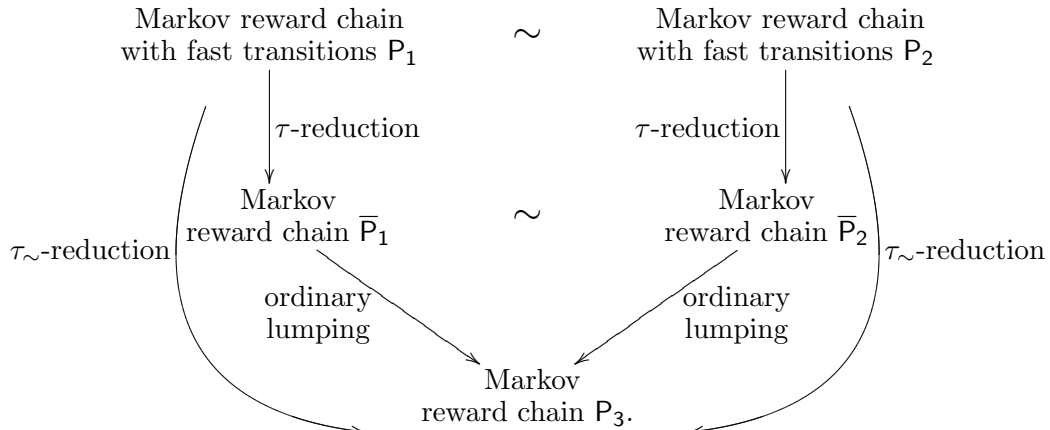 Markov reward chain
with fast transitions P₁
∼
Markov reward chain
with fast transitions P₂
τ-reduction
τ-reduction
Markov
reward chain P̅₁
∼
Markov
reward chain P̅₂
τ∼-reduction
τ∼-reduction
ordinary
lumping
ordinary
lumping
Markov
reward chain P₃.